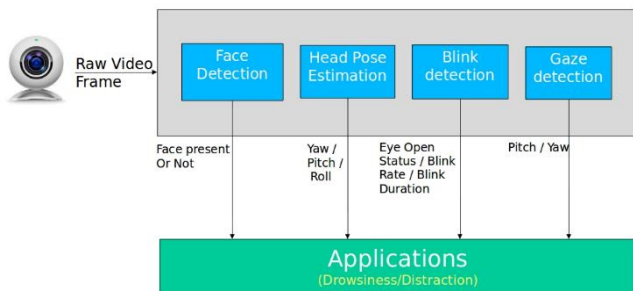 Raw Video
Frame
Face
Detection
Head Pose
Estimation
Blink
detection
Gaze
detection
Face present
Or Not
Yaw /
Pitch /
Roll
Eye Open
Status / Blink
Rate / Blink
Duration
Pitch / Yaw
Applications
(Drowsiness/Distraction)